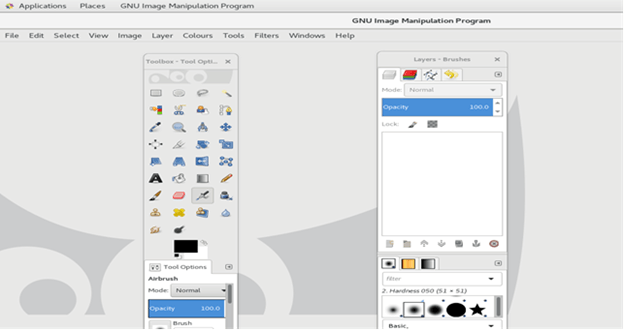 Applications Places GNU Image Manipulation Program
GNU Image Manipulation Program
File Edit Select View Image Layer Colours Tools Filters Windows Help
Toolbox - Tool Opti...
Layers - Brushes
Mode: Normal
Opacity 100.0
Lock:
A
Tool Options
Airbrush
Mode: Normal
Opacity 100.0
Brush
filter
2. Hardness 050 (51 × 51)
Basic,